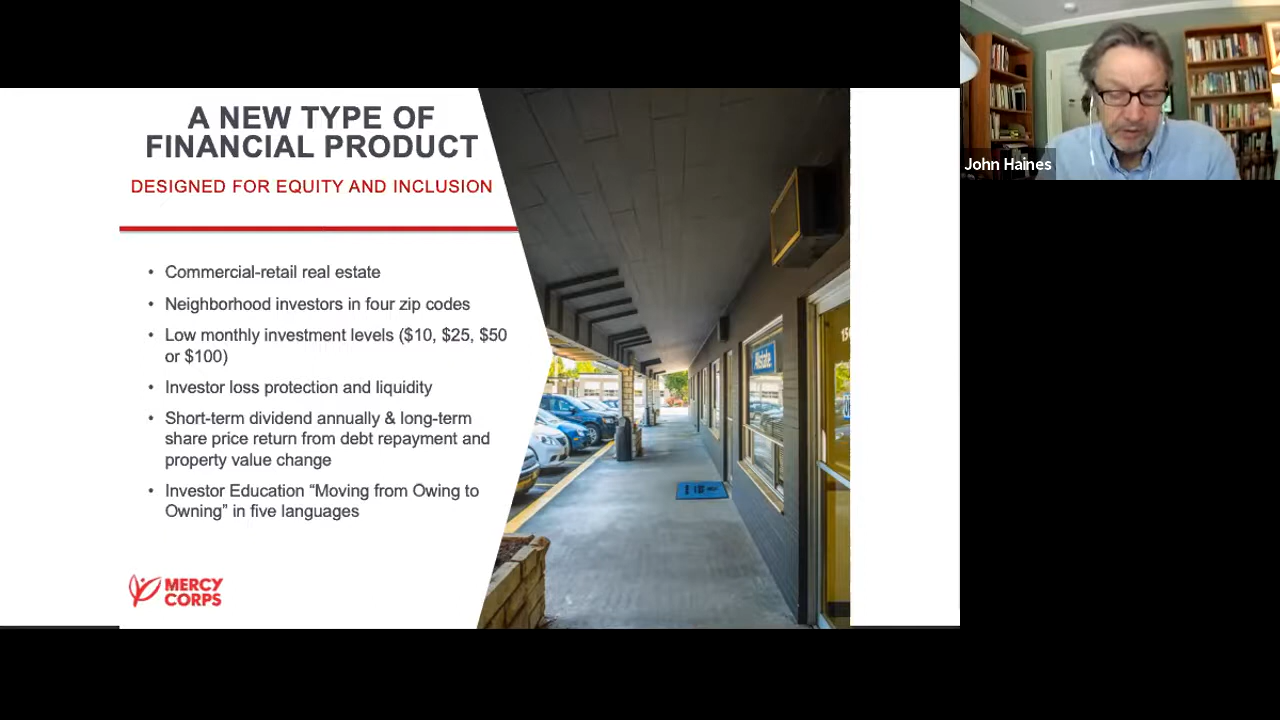 A NEW TYPE OF
FINANCIAL PRODUCT
DESIGNED FOR EQUITY AND INCLUSION
• Commercial-retail real estate
• Neighborhood investors in four zip codes
• Low monthly investment levels ($10, $25, $50
or $100)
• Investor loss protection and liquidity
• Short-term dividend annually & long-term
share price return from debt repayment and
property value change
• Investor Education “Moving from Owing to
Owning” in five languages
MERCY
CORPS
Allstate.
John Haines